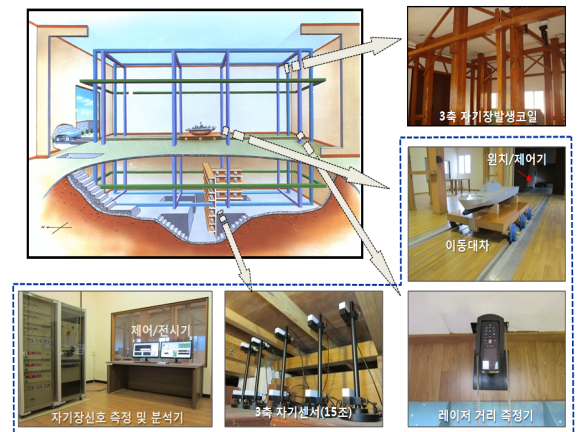 3축 자기장발생코일
윈치/제어기
이동대차
제어/전시기
자기장신호 측정 및 분석기
3축 자기센서(15조)
레이저 거리 측정기